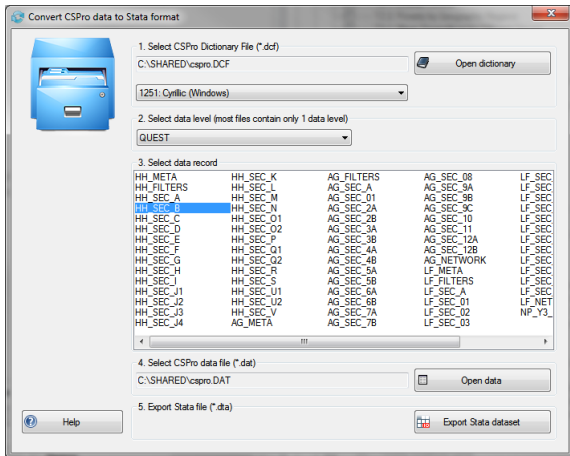 Convert CSPro data to Stata format
1. Select CSPro Dictionary File (*.dcf)
C:\SHARED\cspro.DCF
Open dictionary
1251: Cyrillic (Windows)
2. Select data level (most files contain only 1 data level)
QUEST
3. Select data record
HH_META HH_SEC_K AG_FILTERS AG_SEC_08 LF_SEC
HH_FILTERS HH_SEC_L AG_SEC_A AG_SEC_9A LF_SEC
HH_SEC_A HH_SEC_M AG_SEC_01 AG_SEC_9B LF_SEC
HH_SEC_B HH_SEC_N AG_SEC_2A AG_SEC_9C LF_SEC
HH_SEC_C HH_SEC_O1 AG_SEC_2B AG_SEC_10 LF_SEC
HH_SEC_D HH_SEC_O2 AG_SEC_3A AG_SEC_11 LF_SEC
HH_SEC_E HH_SEC_P AG_SEC_3B AG_SEC_12A LF_SEC
HH_SEC_F HH_SEC_Q1 AG_SEC_4A AG_SEC_12B LF_SEC
HH_SEC_G HH_SEC_Q2 AG_SEC_4B AG_NETWORK LF_SEC
HH_SEC_H HH_SEC_R AG_SEC_5A LF_META LF_SEC
HH_SEC_I HH_SEC_S AG_SEC_5B LF_FILTERS LF_SEC
HH_SEC_J1 HH_SEC_U1 AG_SEC_6A LF_SEC_A LF_SEC
HH_SEC_J2 HH_SEC_U2 AG_SEC_6B LF_SEC_01 LF_NET
HH_SEC_J3 HH_SEC_V AG_SEC_7A LF_SEC_02 NP_Y3_
HH_SEC_J4 AG_META AG_SEC_7B LF_SEC_03
4. Select CSPro data file (*.dat)
C:\SHARED\cspro.DAT
Open data
5. Export Stata file (*.dta)
Help
Export Stata dataset